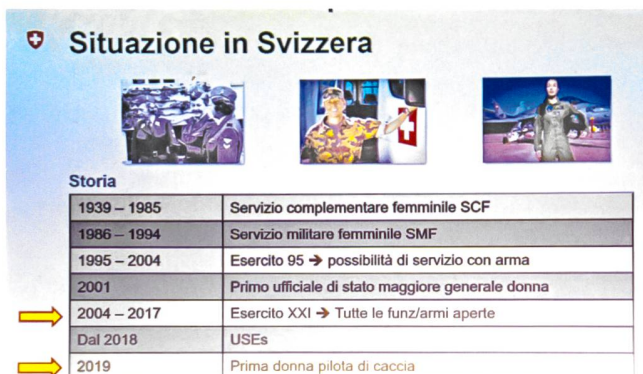 Situazione in Svizzera
Storia
1939 – 1985 Servizio complementare femminile SCF
1986 – 1994 Servizio militare femminile SMF
1995 – 2004 Esercito 95 ➔ possibilità di servizio con arma
2001 Primo ufficiale di stato maggiore generale donna
2004 – 2017 Esercito XXI ➔ Tutte le funz/armi aperte
Dal 2018 USEs
2019 Prima donna pilota di caccia